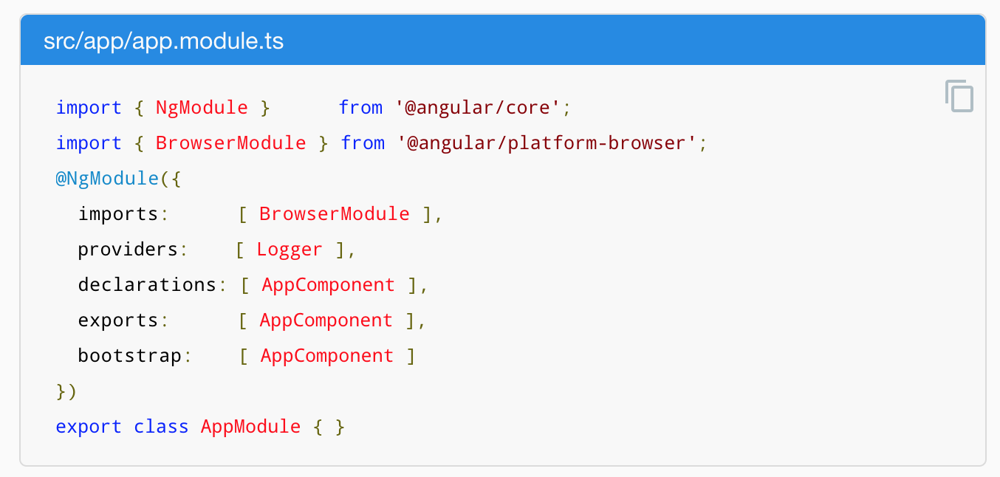 src/app/app.module.ts
import { NgModule }      from '@angular/core';
import { BrowserModule } from '@angular/platform-browser';
@NgModule({
  imports:      [ BrowserModule ],
  providers:    [ Logger ],
  declarations: [ AppComponent ],
  exports:      [ AppComponent ],
  bootstrap:    [ AppComponent ]
})
export class AppModule { }